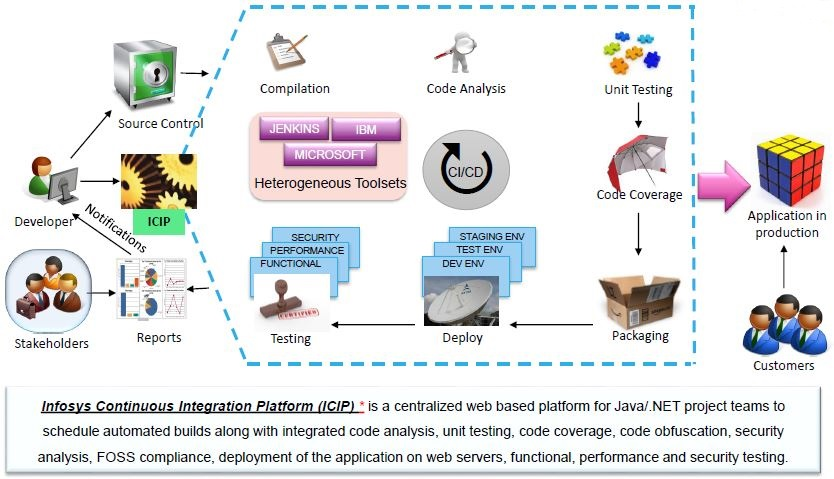 Compilation
Code Analysis
Unit Testing
Source Control
JENKINS
IBM
MICROSOFT
Heterogeneous Toolsets
CI/CD
Code Coverage
Developer
ICIP
Notifications
Application in
production
SECURITY
PERFORMANCE
FUNCTIONAL
STAGING ENV
TEST ENV
DEV ENV
CERTIFIED
Stakeholders
Reports
Testing
Deploy
Packaging
Customers
Infosys Continuous Integration Platform (ICIP) * is a centralized web based platform for Java/.NET project teams to
schedule automated builds along with integrated code analysis, unit testing, code coverage, code obfuscation, security
analysis, FOSS compliance, deployment of the application on web servers, functional, performance and security testing.